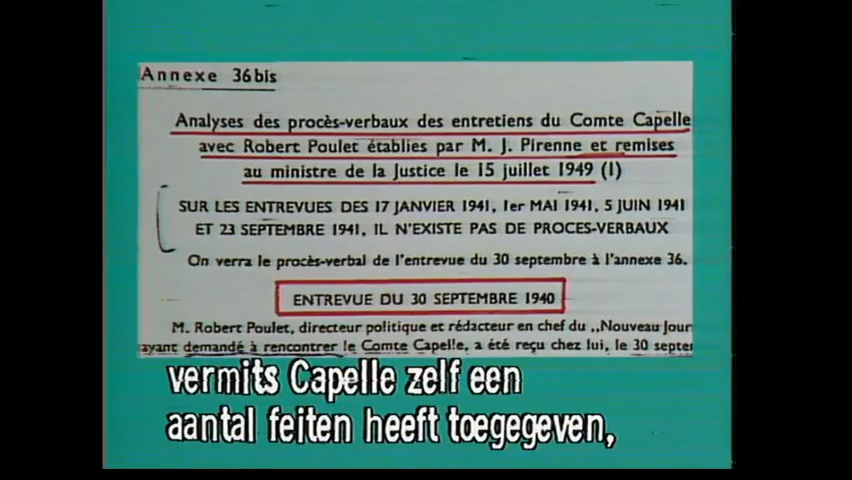 Annexe 36bis
Analyses des procès-verbaux des entretiens du Comte Capelle
avec Robert Poulet établies par M. J. Pirenne et remises
au ministre de la Justice le 15 juillet 1949 (1)
SUR LES ENTREVUES DES 17 JANVIER 1941, 1er MAI 1941, 5 JUIN 1941
ET 23 SEPTEMBRE 1941, IL N'EXISTE PAS DE PROCES-VERBAUX
On verra le procès-verbal de l'entrevue du 30 septembre à l'annexe 36.
ENTREVUE DU 30 SEPTEMBRE 1940
M. Robert Poulet, directeur politique et rédacteur en chef du „Nouveau Jour
ayant demandé à rencontrer le Comte Capelle, a été reçu chez lui, le 30 septe
vermits Capelle zelf een
aantal feiten heeft toegegeven,